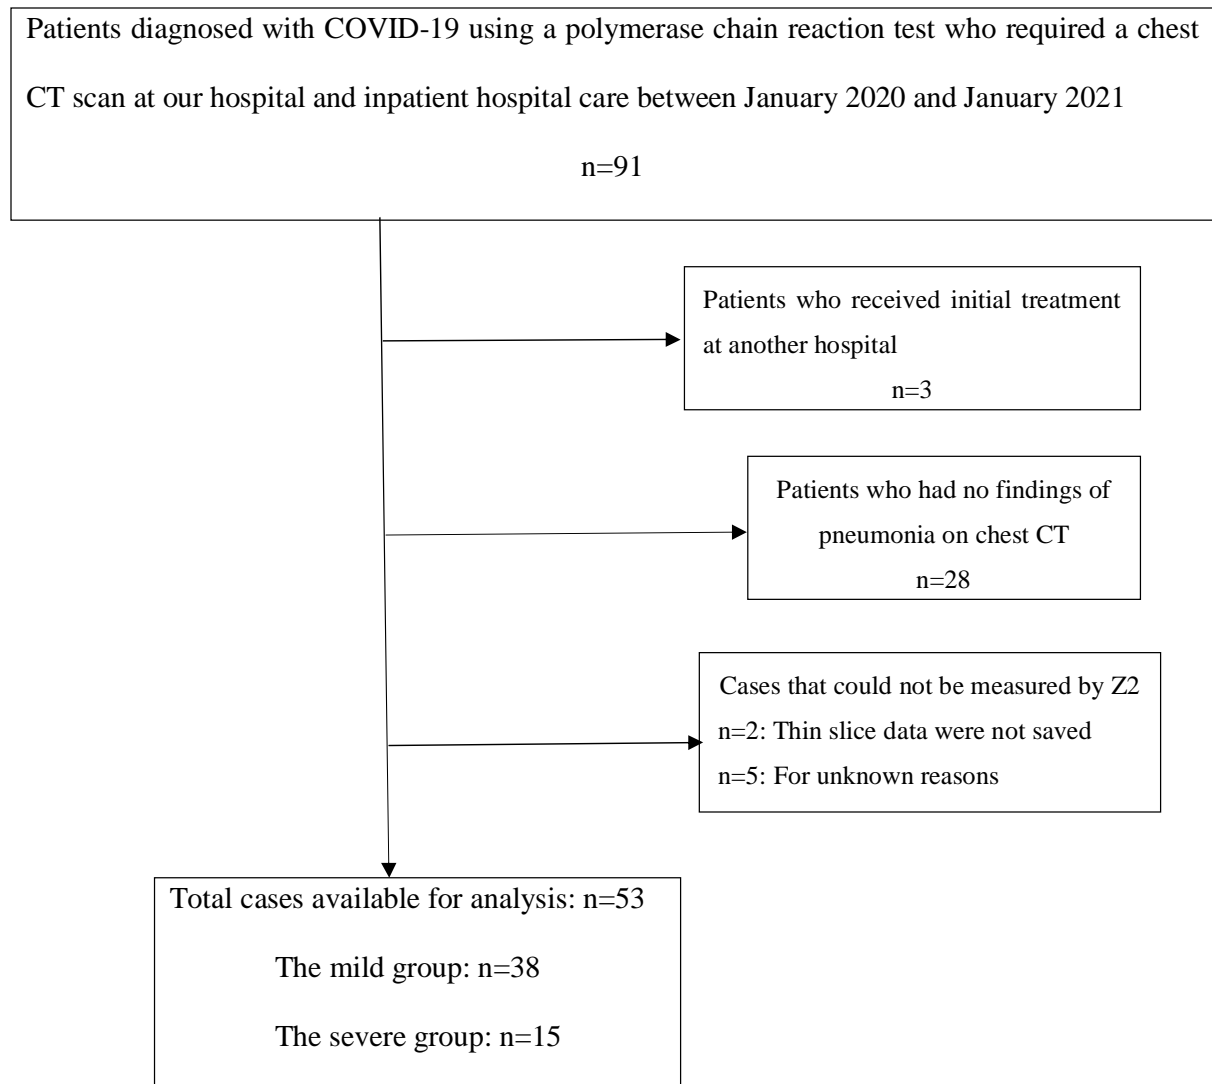 Patients diagnosed with COVID-19 using a polymerase chain reaction test who required a chest
CT scan at our hospital and inpatient hospital care between January 2020 and January 2021
n=91
Patients who received initial treatment
at another hospital
n=3
Patients who had no findings of
pneumonia on chest CT
n=28
Cases that could not be measured by Z2
n=2: Thin slice data were not saved
n=5: For unknown reasons
Total cases available for analysis: n=53
The mild group: n=38
The severe group: n=15